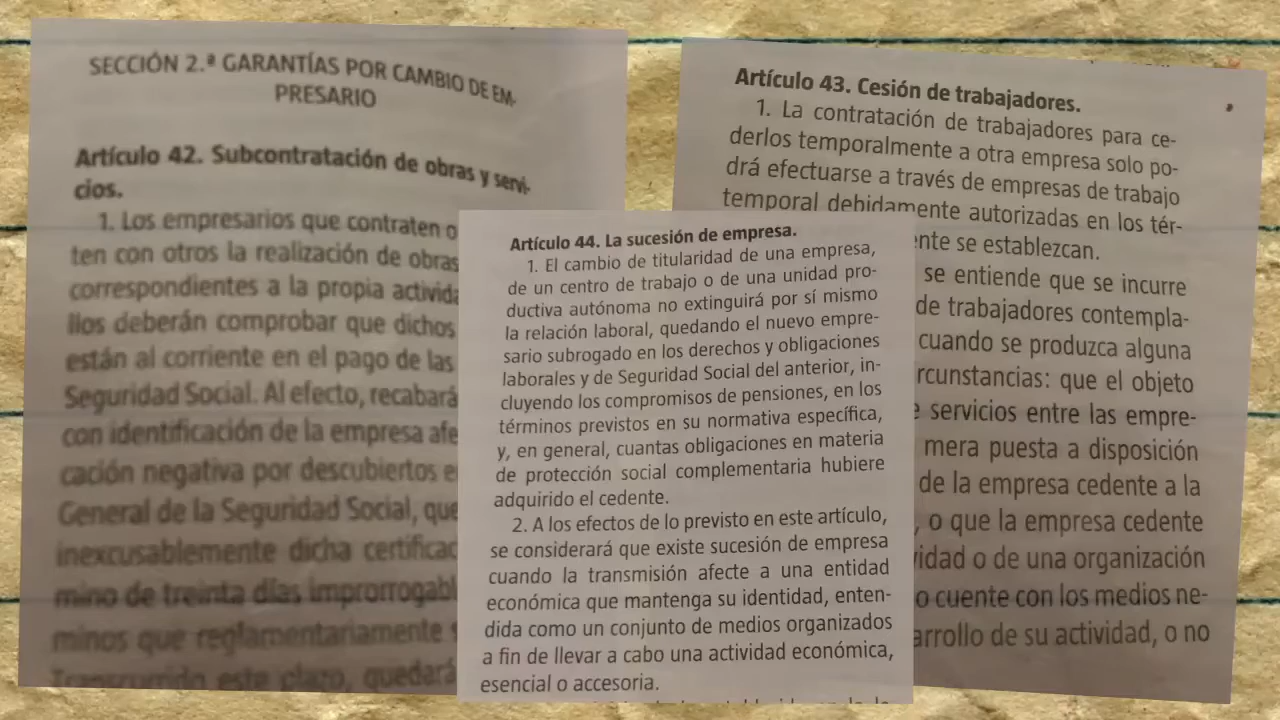 SECCIÓN 2.ª GARANTÍAS POR CAMBIO DE EM-
PRESARIO
Artículo 42. Subcontratación de obras y servi-
cios.
1. Los empresarios que contraten o
ten con otros la realización de obras
correspondientes a la propia activida
llos deberán comprobar que dichos
están al corriente en el pago de las
Seguridad Social. Al efecto, recabará
con identificación de la empresa afe
cación negativa por descubiertos e
General de la Seguridad Social, que
inexcusablemente dicha certificac
mino de treinta días improrrogabl
minos que reglamentariamente
Transcurrido este plazo, quedará
Artículo 44. La sucesión de empresa.
1. El cambio de titularidad de una empresa,
de un centro de trabajo o de una unidad pro-
ductiva autónoma no extinguirá por sí mismo
la relación laboral, quedando el nuevo empre-
sario subrogado en los derechos y obligaciones
laborales y de Seguridad Social del anterior, in-
cluyendo los compromisos de pensiones, en los
términos previstos en su normativa específica,
y, en general, cuantas obligaciones en materia
de protección social complementaria hubiere
adquirido el cedente.
2. A los efectos de lo previsto en este artículo,
se considerará que existe sucesión de empresa
cuando la transmisión afecte a una entidad
económica que mantenga su identidad, enten-
dida como un conjunto de medios organizados
a fin de llevar a cabo una actividad económica,
esencial o accesoria.
Artículo 43. Cesión de trabajadores.
1. La contratación de trabajadores para ce-
derlos temporalmente a otra empresa solo po-
drá efectuarse a través de empresas de trabajo
temporal debidamente autorizadas en los tér-
ente se establezcan.
se entiende que se incurre
de trabajadores contempla-
cuando se produzca alguna
rcunstancias: que el objeto
e servicios entre las empre-
mera puesta a disposición
de la empresa cedente a la
, o que la empresa cedente
vidad o de una organización
o cuente con los medios ne-
arrollo de su actividad, o no